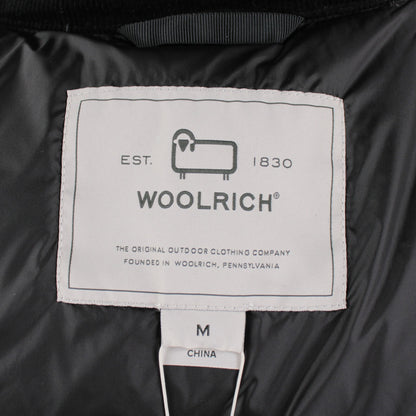 EST. 1830
WOOLRICH®
THE ORIGINAL OUTDOOR CLOTHING COMPANY
FOUNDED IN WOOLRICH, PENNSYLVANIA
M
CHINA